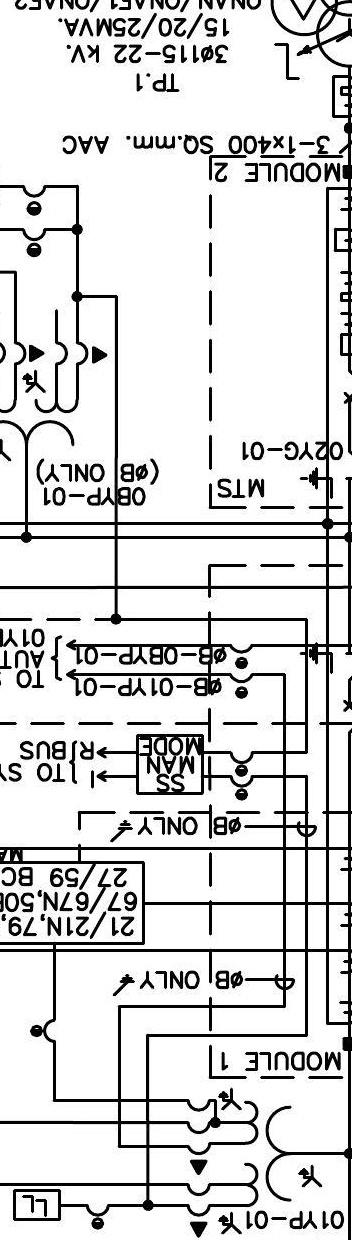 01YP-01
LL
MODULE 1
ØB ONLY
21/21N,79,
67/67N,50B
27/59 BC
ØB ONLY
SS
MAN
MODE
I } TO SY
R } BUS
ØB-01YP-01 TO S
ØB-0BYP-01 AUT
01Y
MTS
0BYP-01
(ØB ONLY)
02YG-01
MODULE 2
3-1x400 SQ.mm. AAC
TP.1
3Ø115-22 kV.
15/20/25MVA.
ONAN/ONAF1/ONAF2